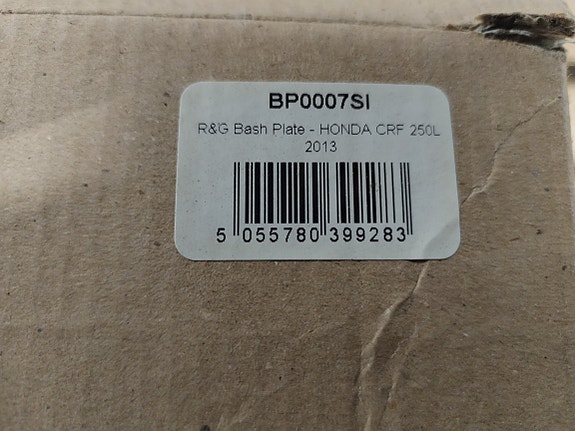 BP0007SI
R&G Bash Plate - HONDA CRF 250L
2013
5 055780 399283